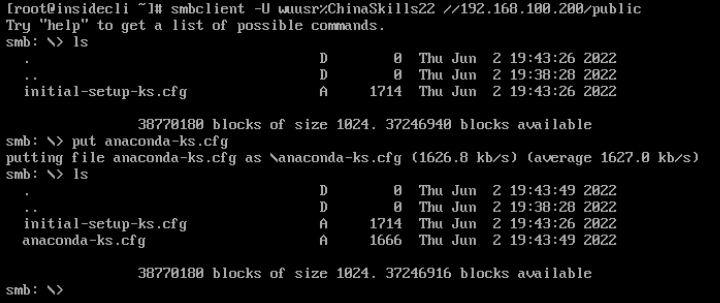 [root@insidecli ~]# smbclient -U wuusr%ChinaSkills22 //192.168.100.200/public
Try "help" to get a list of possible commands.
smb: \> ls
  .                                   D        0  Thu Jun  2 19:43:26 2022
  ..                                  D        0  Thu Jun  2 19:38:28 2022
  initial-setup-ks.cfg                A     1714  Thu Jun  2 19:43:26 2022
                38770180 blocks of size 1024. 37246940 blocks available
smb: \> put anaconda-ks.cfg
putting file anaconda-ks.cfg as \anaconda-ks.cfg (1626.8 kb/s) (average 1627.0 kb/s)
smb: \> ls
  .                                   D        0  Thu Jun  2 19:43:49 2022
  ..                                  D        0  Thu Jun  2 19:38:28 2022
  initial-setup-ks.cfg                A     1714  Thu Jun  2 19:43:26 2022
  anaconda-ks.cfg                     A     1666  Thu Jun  2 19:43:49 2022
                38770180 blocks of size 1024. 37246916 blocks available
smb: \>